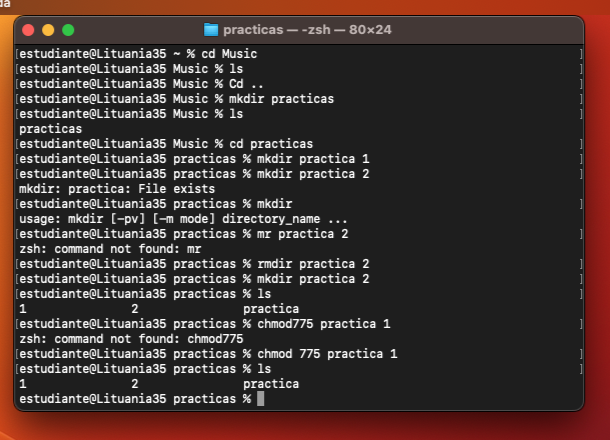 da
practicas — -zsh — 80×24
[estudiante@Lituania35 ~ % cd Music ]
[estudiante@Lituania35 Music % ls ]
[estudiante@Lituania35 Music % Cd .. ]
[estudiante@Lituania35 Music % mkdir practicas ]
[estudiante@Lituania35 Music % ls ]
practicas
[estudiante@Lituania35 Music % cd practicas ]
[estudiante@Lituania35 practicas % mkdir practica 1 ]
[estudiante@Lituania35 practicas % mkdir practica 2 ]
mkdir: practica: File exists
[estudiante@Lituania35 practicas % mkdir ]
usage: mkdir [-pv] [-m mode] directory_name ...
[estudiante@Lituania35 practicas % mr practica 2 ]
zsh: command not found: mr
[estudiante@Lituania35 practicas % rmdir practica 2 ]
[estudiante@Lituania35 practicas % mkdir practica 2 ]
[estudiante@Lituania35 practicas % ls ]
1 2 practica
[estudiante@Lituania35 practicas % chmod775 practica 1 ]
zsh: command not found: chmod775
[estudiante@Lituania35 practicas % chmod 775 practica 1 ]
[estudiante@Lituania35 practicas % ls ]
1 2 practica
estudiante@Lituania35 practicas %